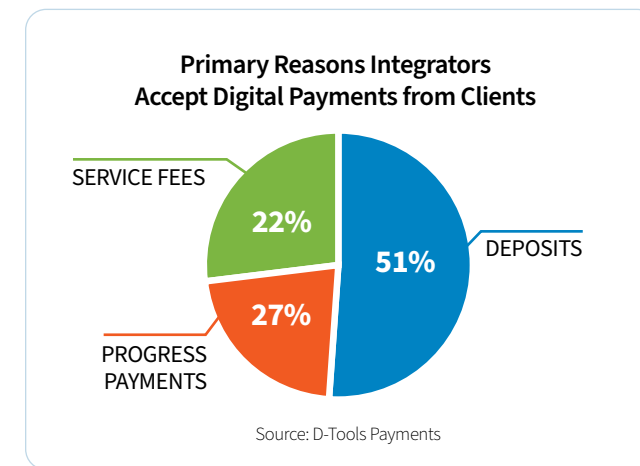 Primary Reasons Integrators
Accept Digital Payments from Clients
SERVICE FEES
22%
DEPOSITS
51%
27%
PROGRESS
PAYMENTS
Source: D-Tools Payments